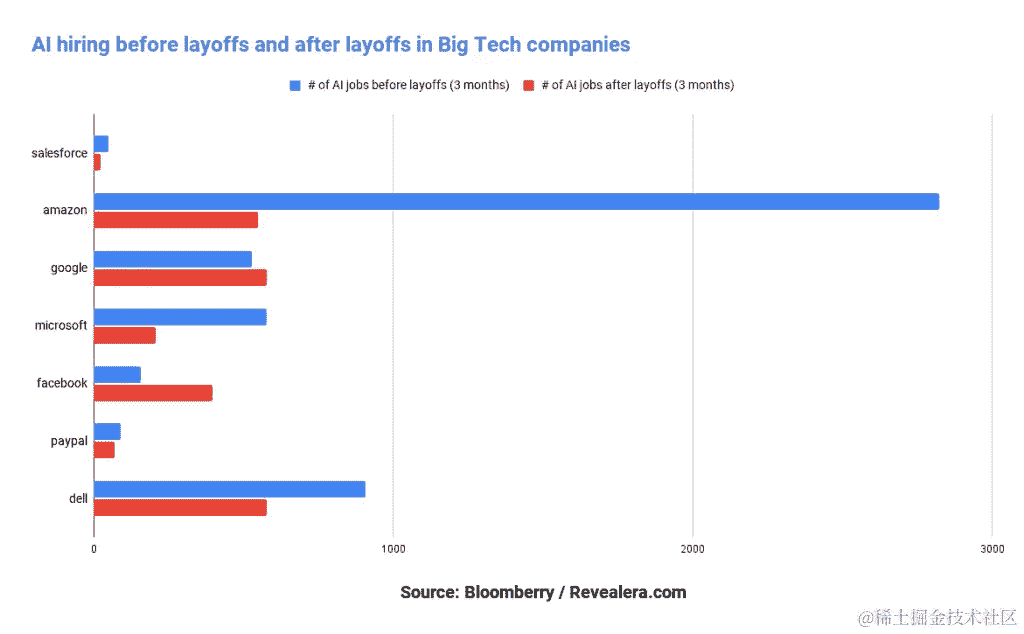 AI hiring before layoffs and after layoffs in Big Tech companies
# of AI jobs before layoffs (3 months) # of AI jobs after layoffs (3 months)
salesforce
amazon
google
microsoft
facebook
paypal
dell
0 1000 2000 3000
Source: Bloomberry / Revealera.com
@稀土掘金技术社区